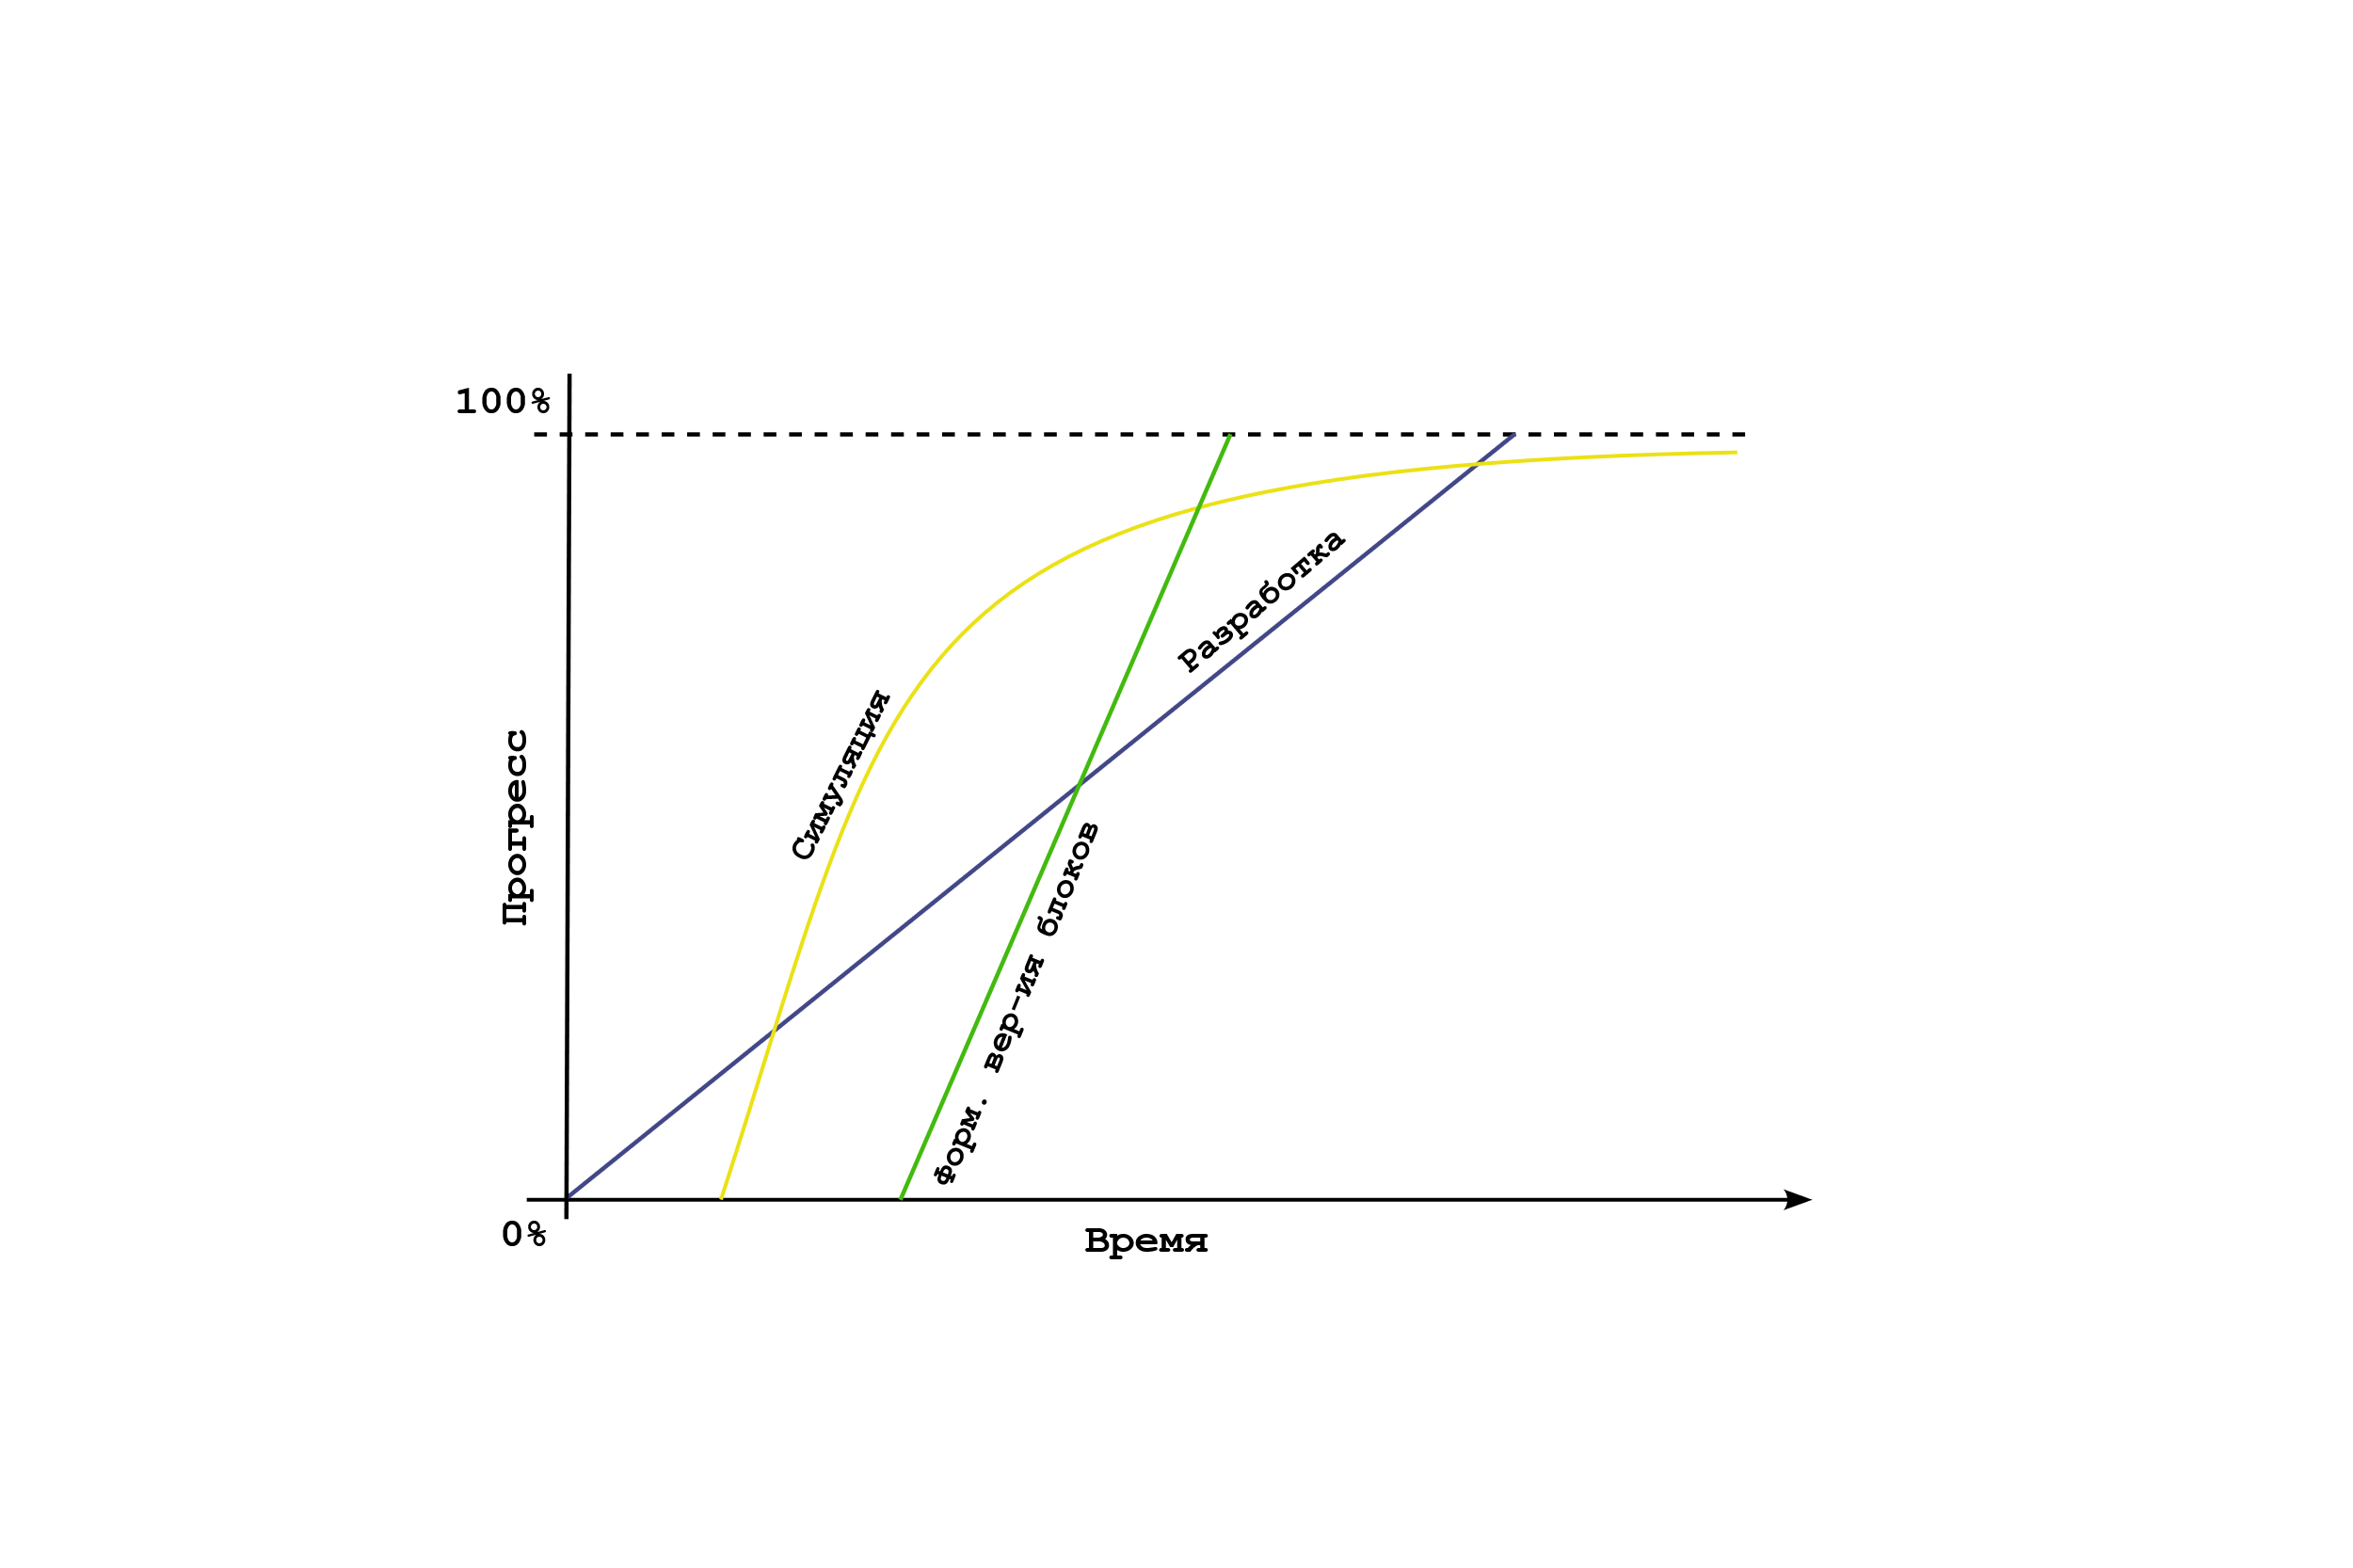 100%
Прогресс
Симуляция
Разработка
Форм. вер-ия блоков
0%
Время